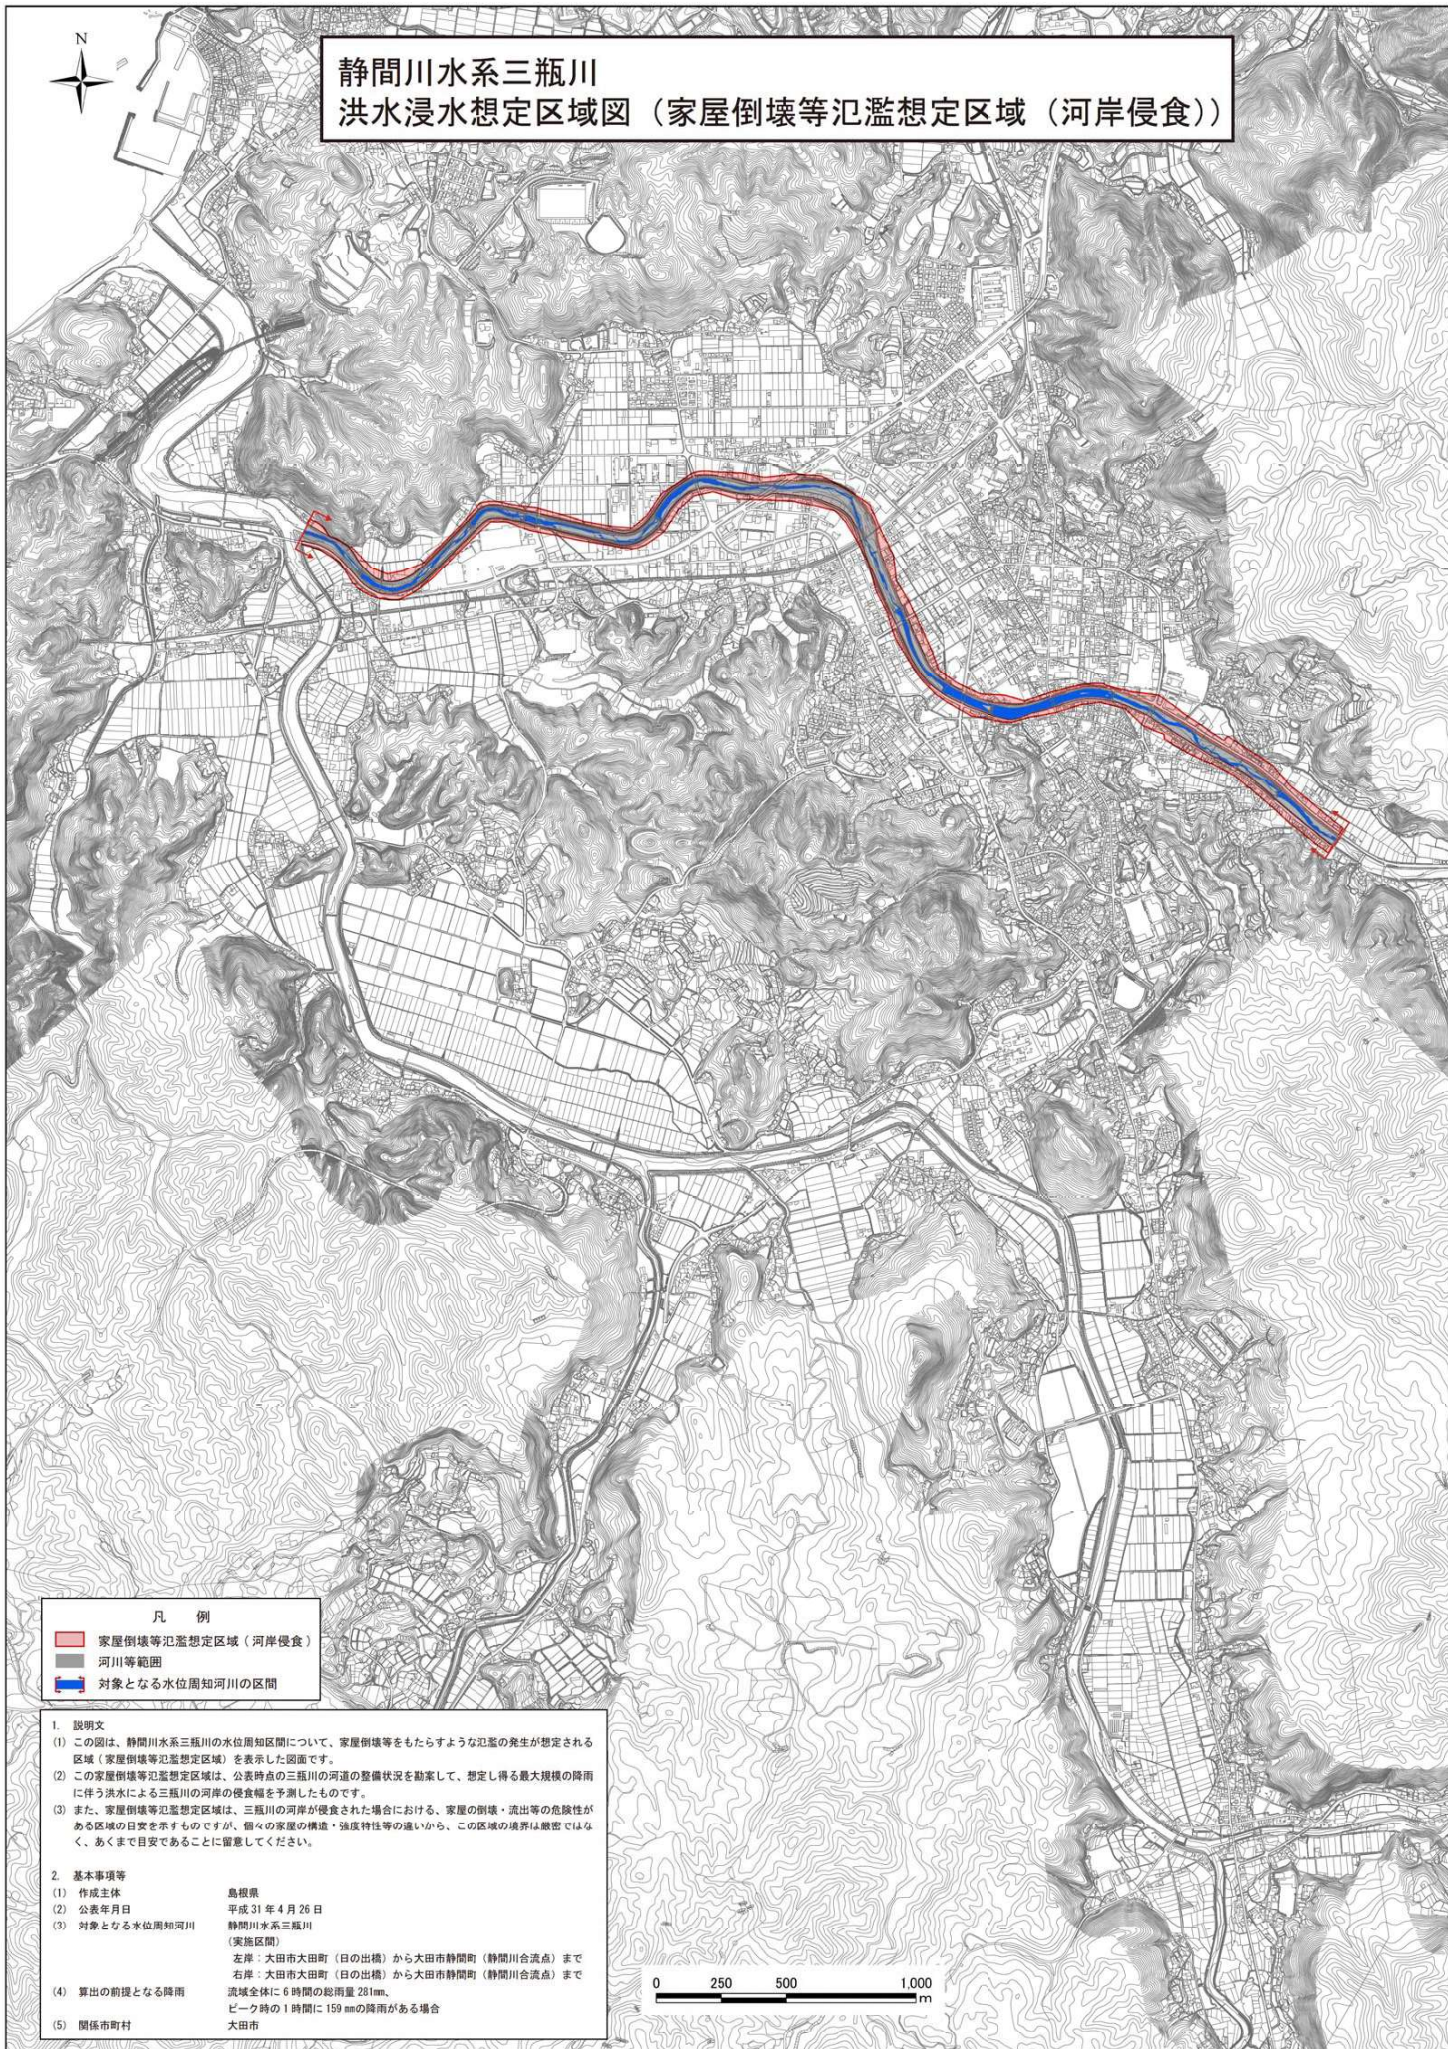 N
静間川水系三瓶川
洪水浸水想定区域図（家屋倒壊等氾濫想定区域（河岸侵食））
凡　例
家屋倒壊等氾濫想定区域（河岸侵食）
河川等範囲
対象となる水位周知河川の区間
1. 説明文
(1) この図は、静間川水系三瓶川の水位周知区間について、家屋倒壊等をもたらすような氾濫の発生が想定される
区域（家屋倒壊等氾濫想定区域）を表示した図面です。
(2) この家屋倒壊等氾濫想定区域は、公表時点の三瓶川の河道の整備状況を勘案して、想定し得る最大規模の降雨
に伴う洪水による三瓶川の河岸の侵食幅を予測したものです。
(3) また、家屋倒壊等氾濫想定区域は、三瓶川の河岸が侵食された場合における、家屋の倒壊・流出等の危険性が
ある区域の目安を示すものですが、個々の家屋の構造・強度特性等の違いから、この区域の境界は厳密ではな
く、あくまで目安であることに留意してください。
2. 基本事項等
(1) 作成主体　島根県
(2) 公表年月日　平成 31 年 4 月 26 日
(3) 対象となる水位周知河川　静間川水系三瓶川
（実施区間）
左岸：大田市大田町（日の出橋）から大田市静間町（静間川合流点）まで
右岸：大田市大田町（日の出橋）から大田市静間町（静間川合流点）まで
(4) 算出の前提となる降雨　流域全体に 6 時間の総雨量 281mm、
ピーク時の 1 時間に 159 mmの降雨がある場合
(5) 関係市町村　大田市
0 250 500 1,000
m